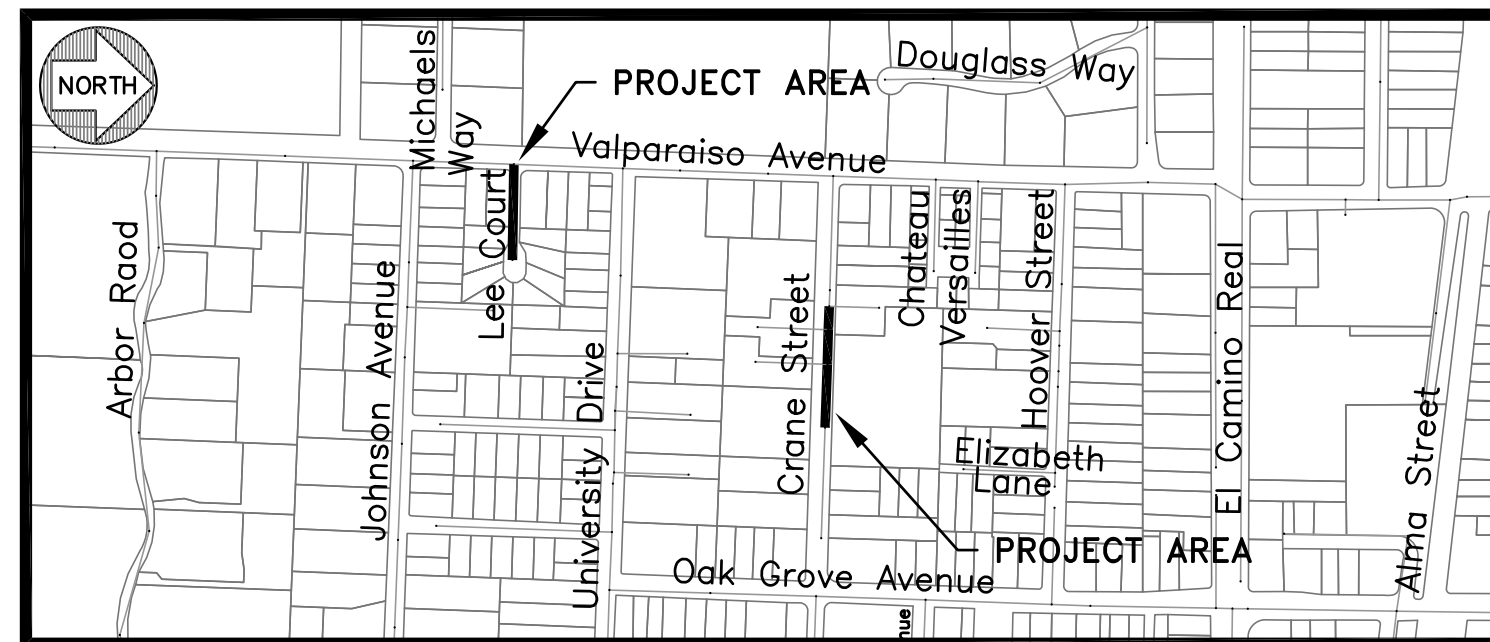 NORTH
Michaels
Way
PROJECT AREA
Douglass Way
Valparaiso Avenue
Lee Court
Arbor Raod
Johnson Avenue
University Drive
Crane Street
Chateau
Versailles
Hoover Street
El Camino Real
Alma Street
Elizabeth
Lane
PROJECT AREA
Oak Grove Avenue
nue